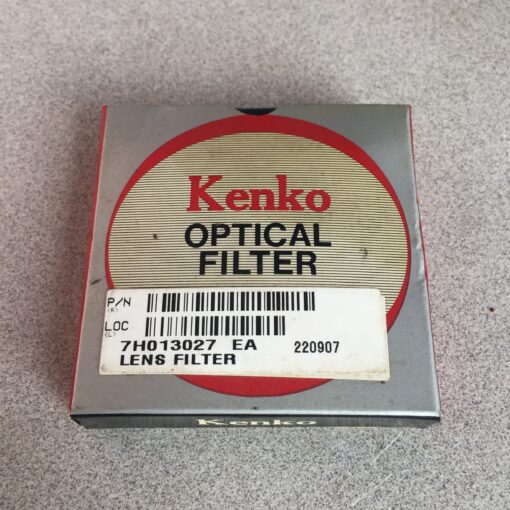 Kenko
OPTICAL
FILTER
P/N
(R)
LOC
(L)
7H013027 EA 220907
LENS FILTER
Kenko